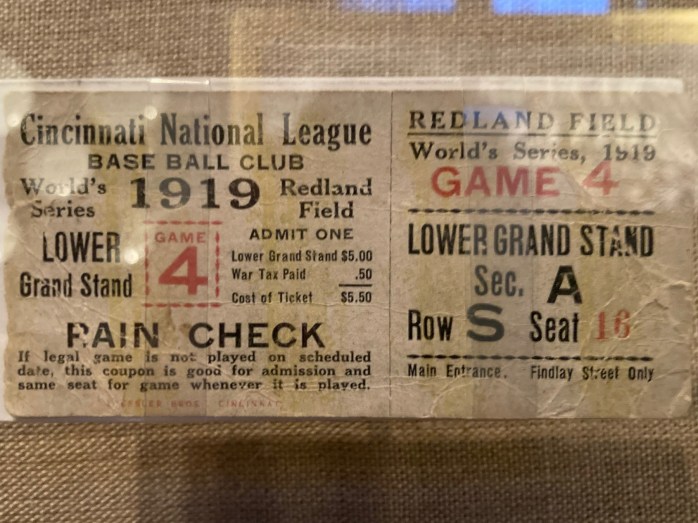 Cincinnati National League
BASE BALL CLUB
World's Series
1919
Redland Field
LOWER
Grand Stand
GAME
4
ADMIT ONE
Lower Grand Stand $5.00
War Tax Paid .50
Cost of Ticket $5.50
RAIN CHECK
If legal game is not played on scheduled
date, this coupon is good for admission and
same seat for game whenever it is played.
BROS CINCINNATI
REDLAND FIELD
World's Series, 1919
GAME 4
LOWER GRAND STAND
Sec. A
Row S Seat 16
Main Entrance. Findlay Street Only